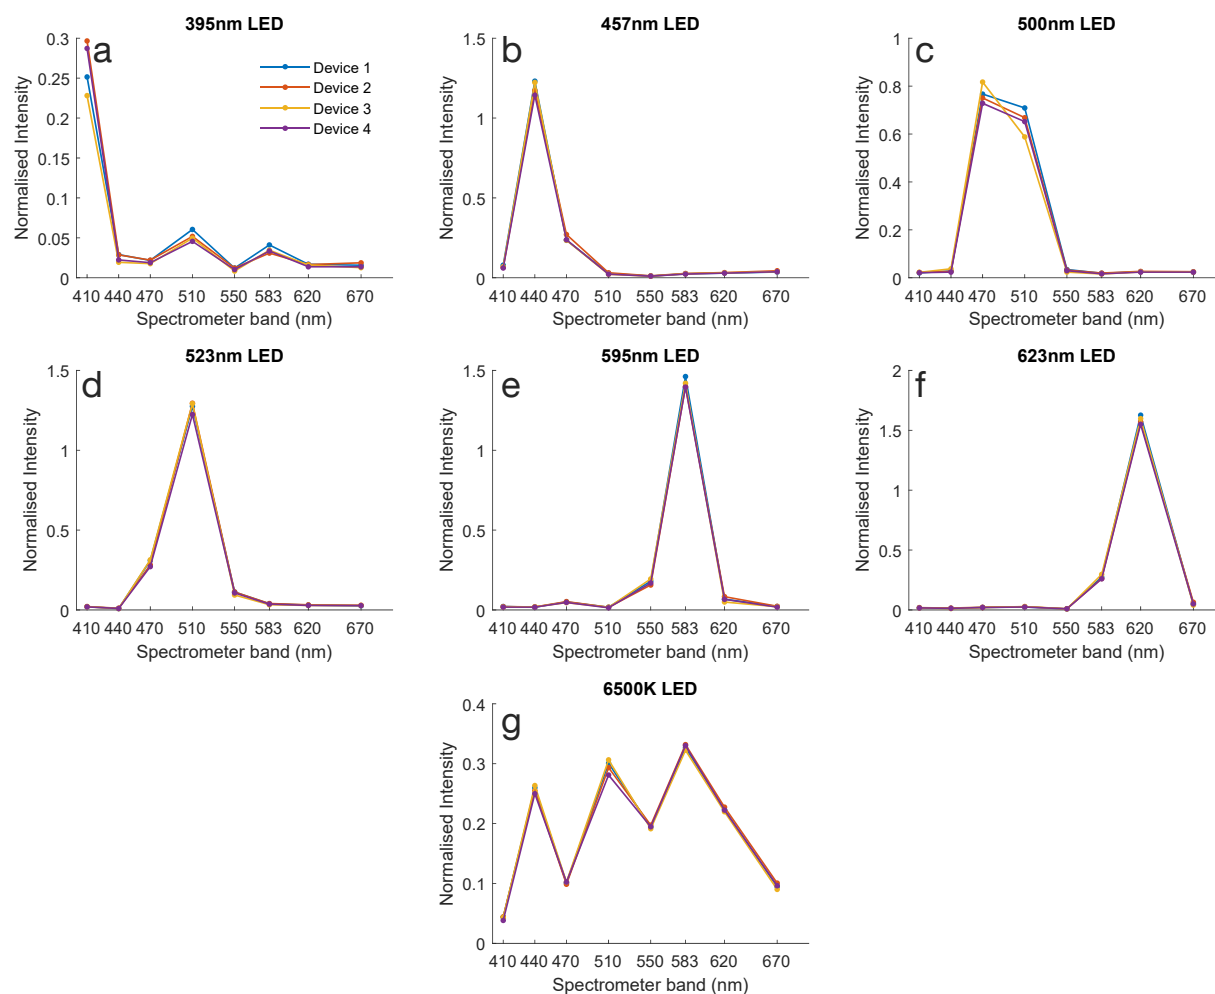 395nm LED
a
Normalised Intensity
0.3
0.25
0.2
0.15
0.1
0.05
0
Device 1
Device 2
Device 3
Device 4
410 440 470 510 550 583 620 670
Spectrometer band (nm)
457nm LED
b
Normalised Intensity
1.5
1
0.5
0
410 440 470 510 550 583 620 670
Spectrometer band (nm)
500nm LED
c
Normalised Intensity
1
0.8
0.6
0.4
0.2
0
410 440 470 510 550 583 620 670
Spectrometer band (nm)
523nm LED
d
Normalised Intensity
1.5
1
0.5
0
410 440 470 510 550 583 620 670
Spectrometer band (nm)
595nm LED
e
Normalised Intensity
1.5
1
0.5
0
410 440 470 510 550 583 620 670
Spectrometer band (nm)
623nm LED
f
Normalised Intensity
2
1.5
1
0.5
0
410 440 470 510 550 583 620 670
Spectrometer band (nm)
6500K LED
g
Normalised Intensity
0.4
0.3
0.2
0.1
0
410 440 470 510 550 583 620 670
Spectrometer band (nm)